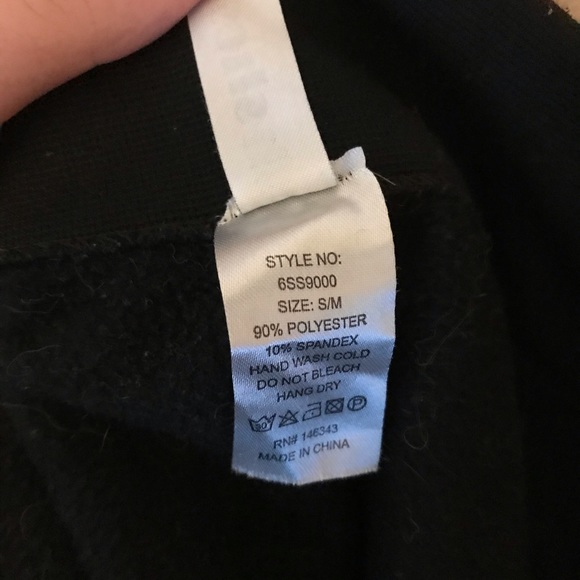 STYLE NO:
6SS9000
SIZE: S/M
90% POLYESTER
10% SPANDEX
HAND WASH COLD
DO NOT BLEACH
HANG DRY
RN# 146343
MADE IN CHINA